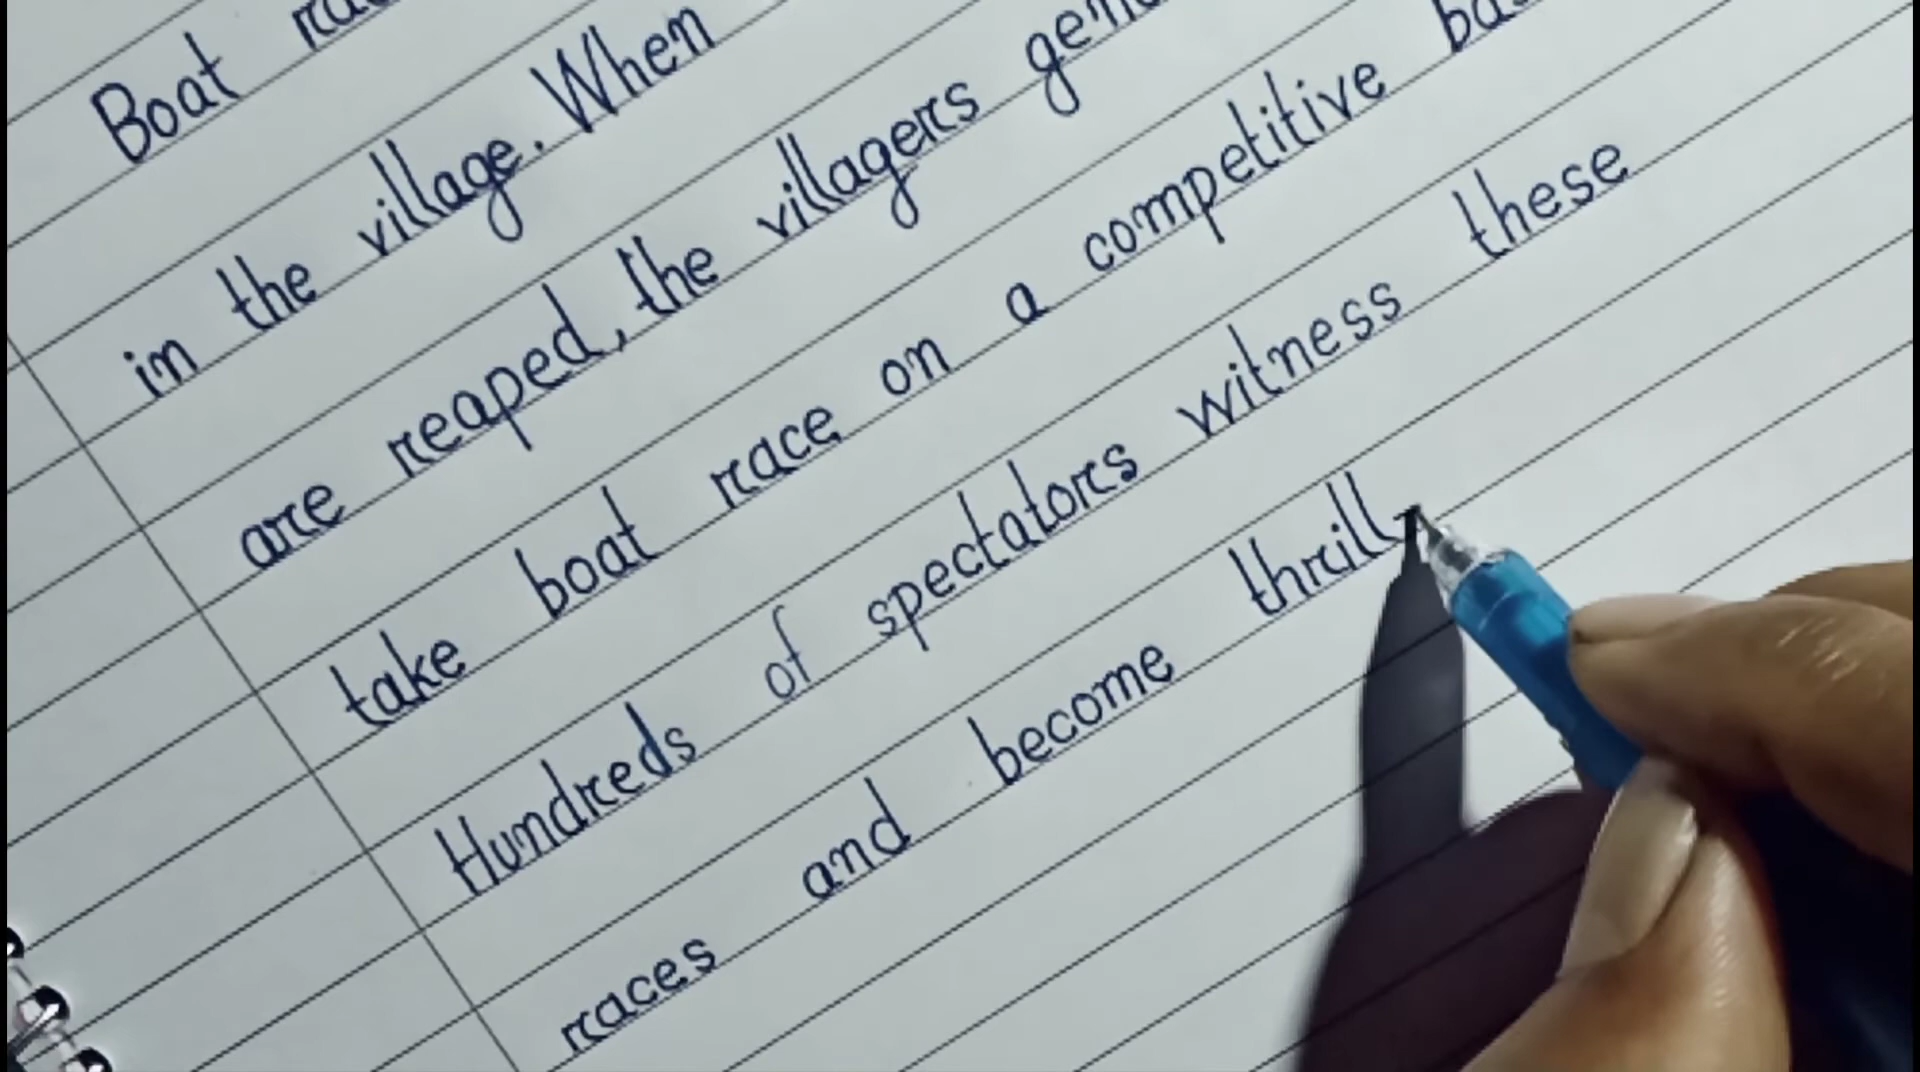 Boat
in the village. When
are reaped, the villagers
take boat race on a competitive
Hundreds of spectators witness these
races and become thrill